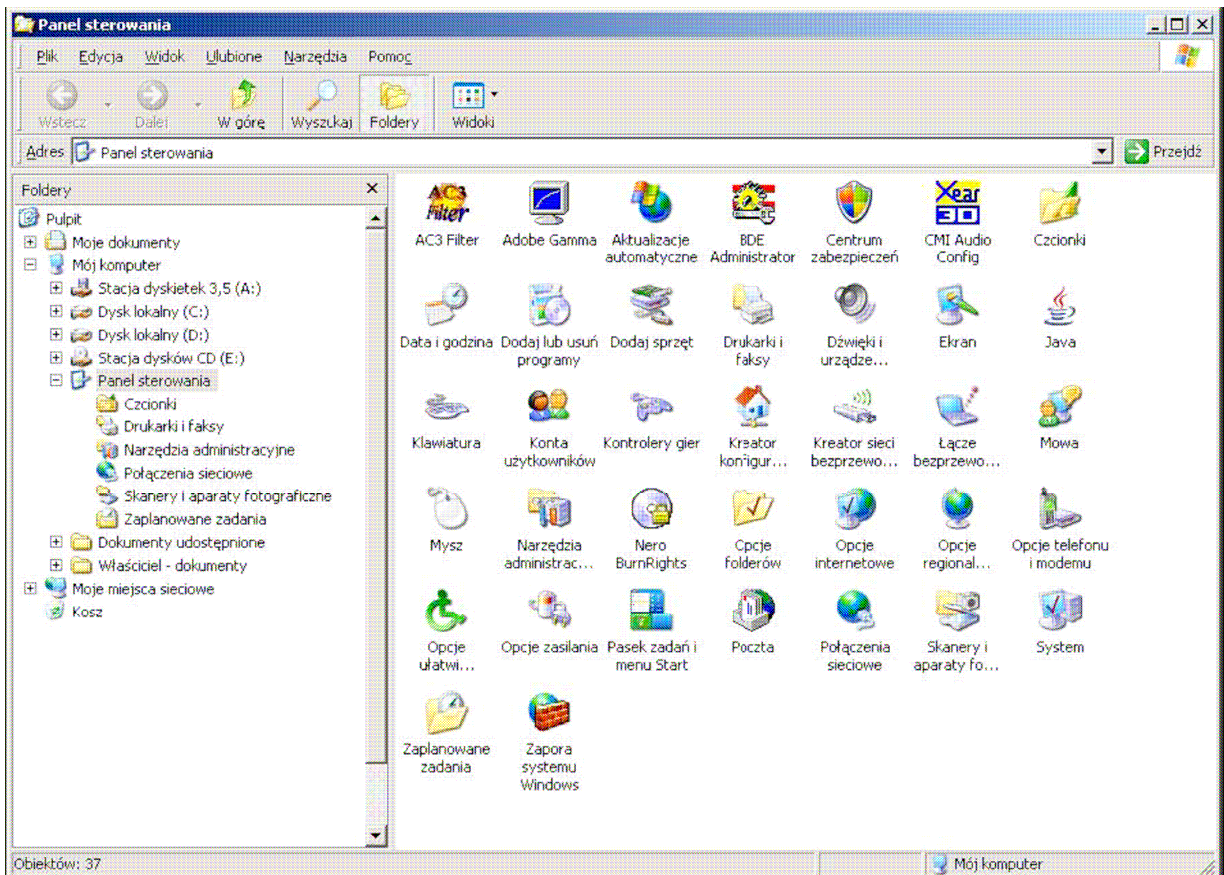 Panel sterowania
Plik Edycja Widok Ulubione Narzędzia Pomoc
Wstecz Dalej W górę Wyszukaj Foldery Widoki
Adres Panel sterowania Przejdź
Foldery
Pulpit
Moje dokumenty
Mój komputer
Stacja dyskietek 3,5 (A:)
Dysk lokalny (C:)
Dysk lokalny (D:)
Stacja dysków CD (E:)
Panel sterowania
Czcionki
Drukarki i faksy
Narzędzia administracyjne
Połączenia sieciowe
Skanery i aparaty fotograficzne
Zaplanowane zadania
Dokumenty udostępnione
Właściciel - dokumenty
Moje miejsca sieciowe
Kosz
AC3 Filter
AC3 Filter
Adobe Gamma
Aktualizacje
automatyczne
BDE
Administrator
Centrum
zabezpieczeń
Xear
3D
CMI Audio
Config
Czcionki
Data i godzina
Dodaj lub usuń
programy
Dodaj sprzęt
Drukarki i
faksy
Dźwięki i
urządze...
Ekran
Java
Klawiatura
Konta
użytkowników
Kontrolery gier
Kreator
konfigur...
Kreator sieci
bezprzewo...
Łącze
bezprzewo...
Mowa
Mysz
Narzędzia
administrac...
Nero
BurnRights
Opcje
folderów
Opcje
internetowe
Opcje
regional...
Opcje telefonu
i modemu
Opcje
ułatwi...
Opcje zasilania
Pasek zadań i
menu Start
Poczta
Połączenia
sieciowe
Skanery i
aparaty fo...
System
Zaplanowane
zadania
Zapora
systemu
Windows
Obiektów: 37
Mój komputer